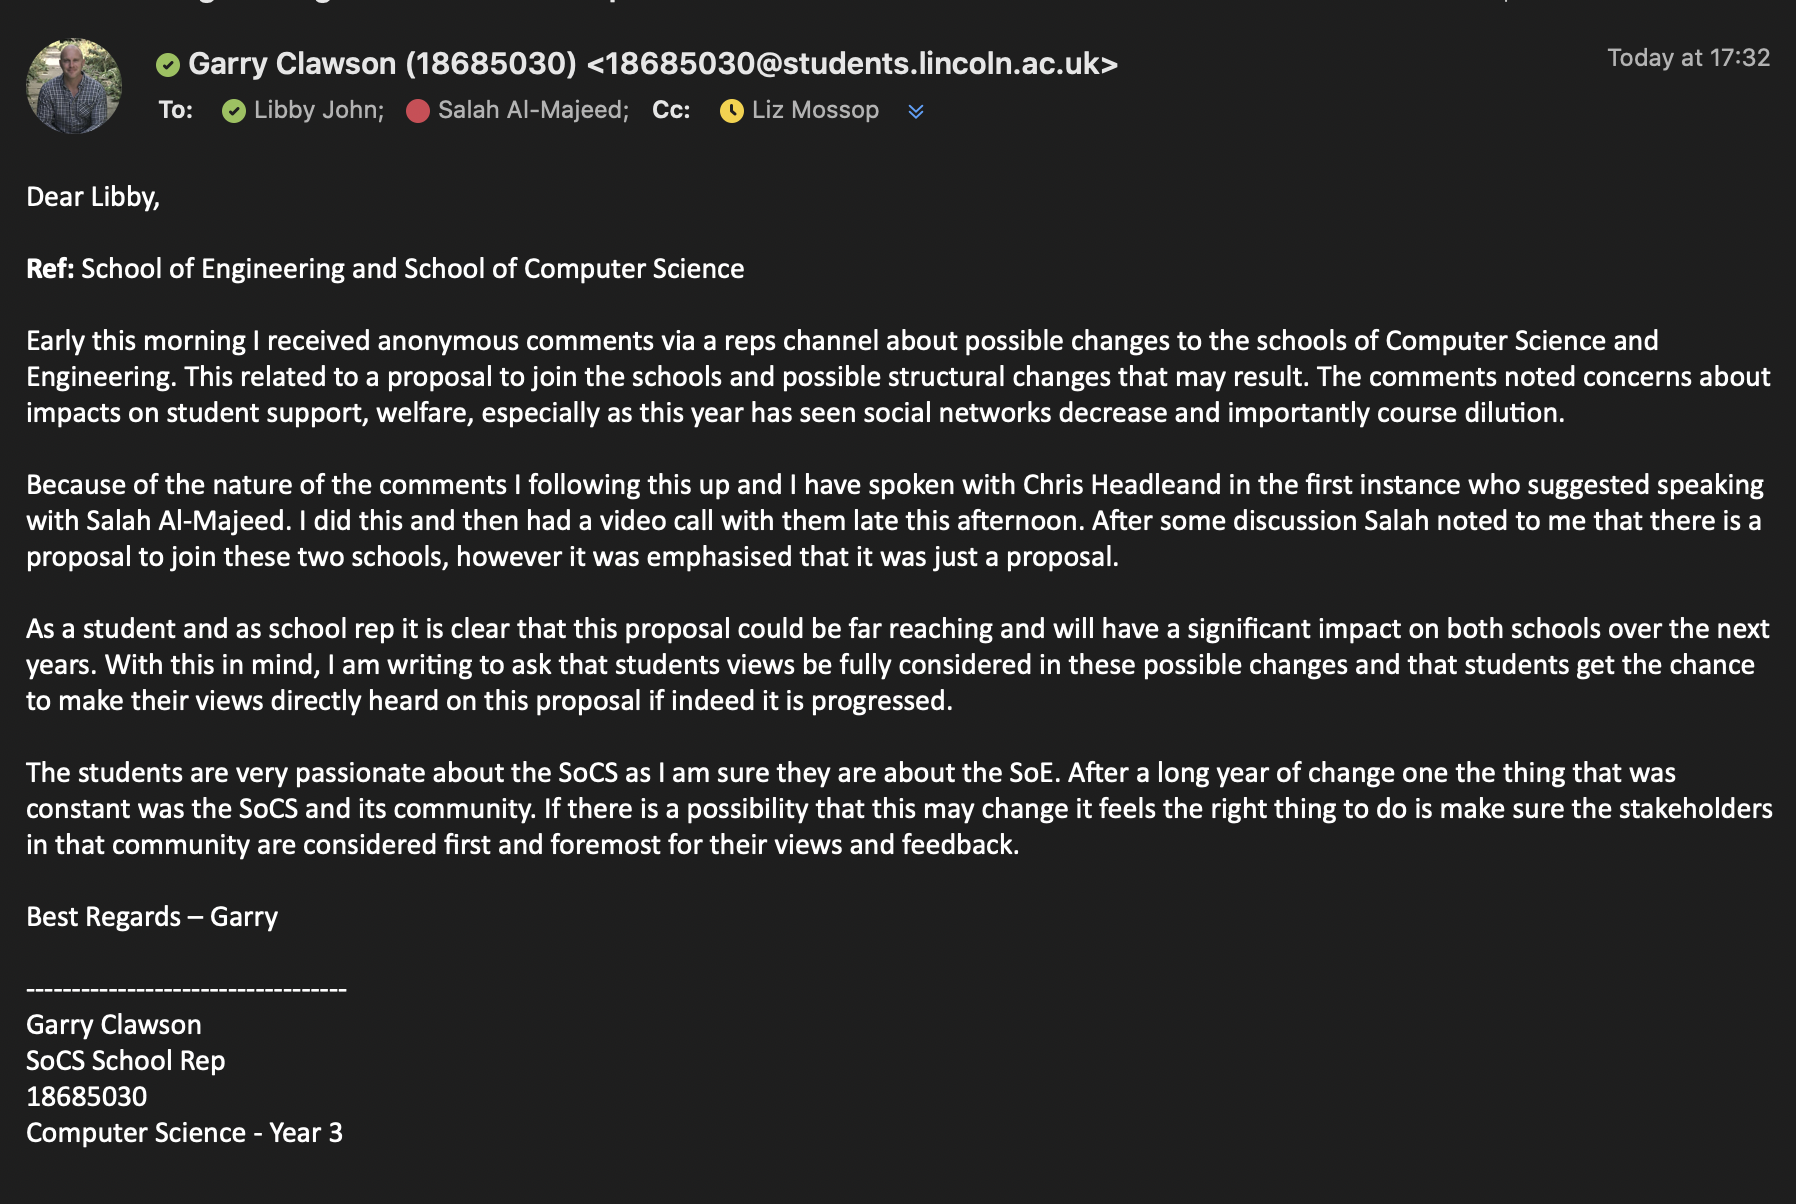 Garry Clawson (18685030) <18685030@students.lincoln.ac.uk>
Today at 17:32
To: Libby John; Salah Al-Majeed; Cc: Liz Mossop
Dear Libby,
Ref: School of Engineering and School of Computer Science
Early this morning I received anonymous comments via a reps channel about possible changes to the schools of Computer Science and
Engineering. This related to a proposal to join the schools and possible structural changes that may result. The comments noted concerns about
impacts on student support, welfare, especially as this year has seen social networks decrease and importantly course dilution.
Because of the nature of the comments I following this up and I have spoken with Chris Headleand in the first instance who suggested speaking
with Salah Al-Majeed. I did this and then had a video call with them late this afternoon. After some discussion Salah noted to me that there is a
proposal to join these two schools, however it was emphasised that it was just a proposal.
As a student and as school rep it is clear that this proposal could be far reaching and will have a significant impact on both schools over the next
years. With this in mind, I am writing to ask that students views be fully considered in these possible changes and that students get the chance
to make their views directly heard on this proposal if indeed it is progressed.
The students are very passionate about the SoCS as I am sure they are about the SoE. After a long year of change one the thing that was
constant was the SoCS and its community. If there is a possibility that this may change it feels the right thing to do is make sure the stakeholders
in that community are considered first and foremost for their views and feedback.
Best Regards – Garry
-----------------------------------
Garry Clawson
SoCS School Rep
18685030
Computer Science - Year 3